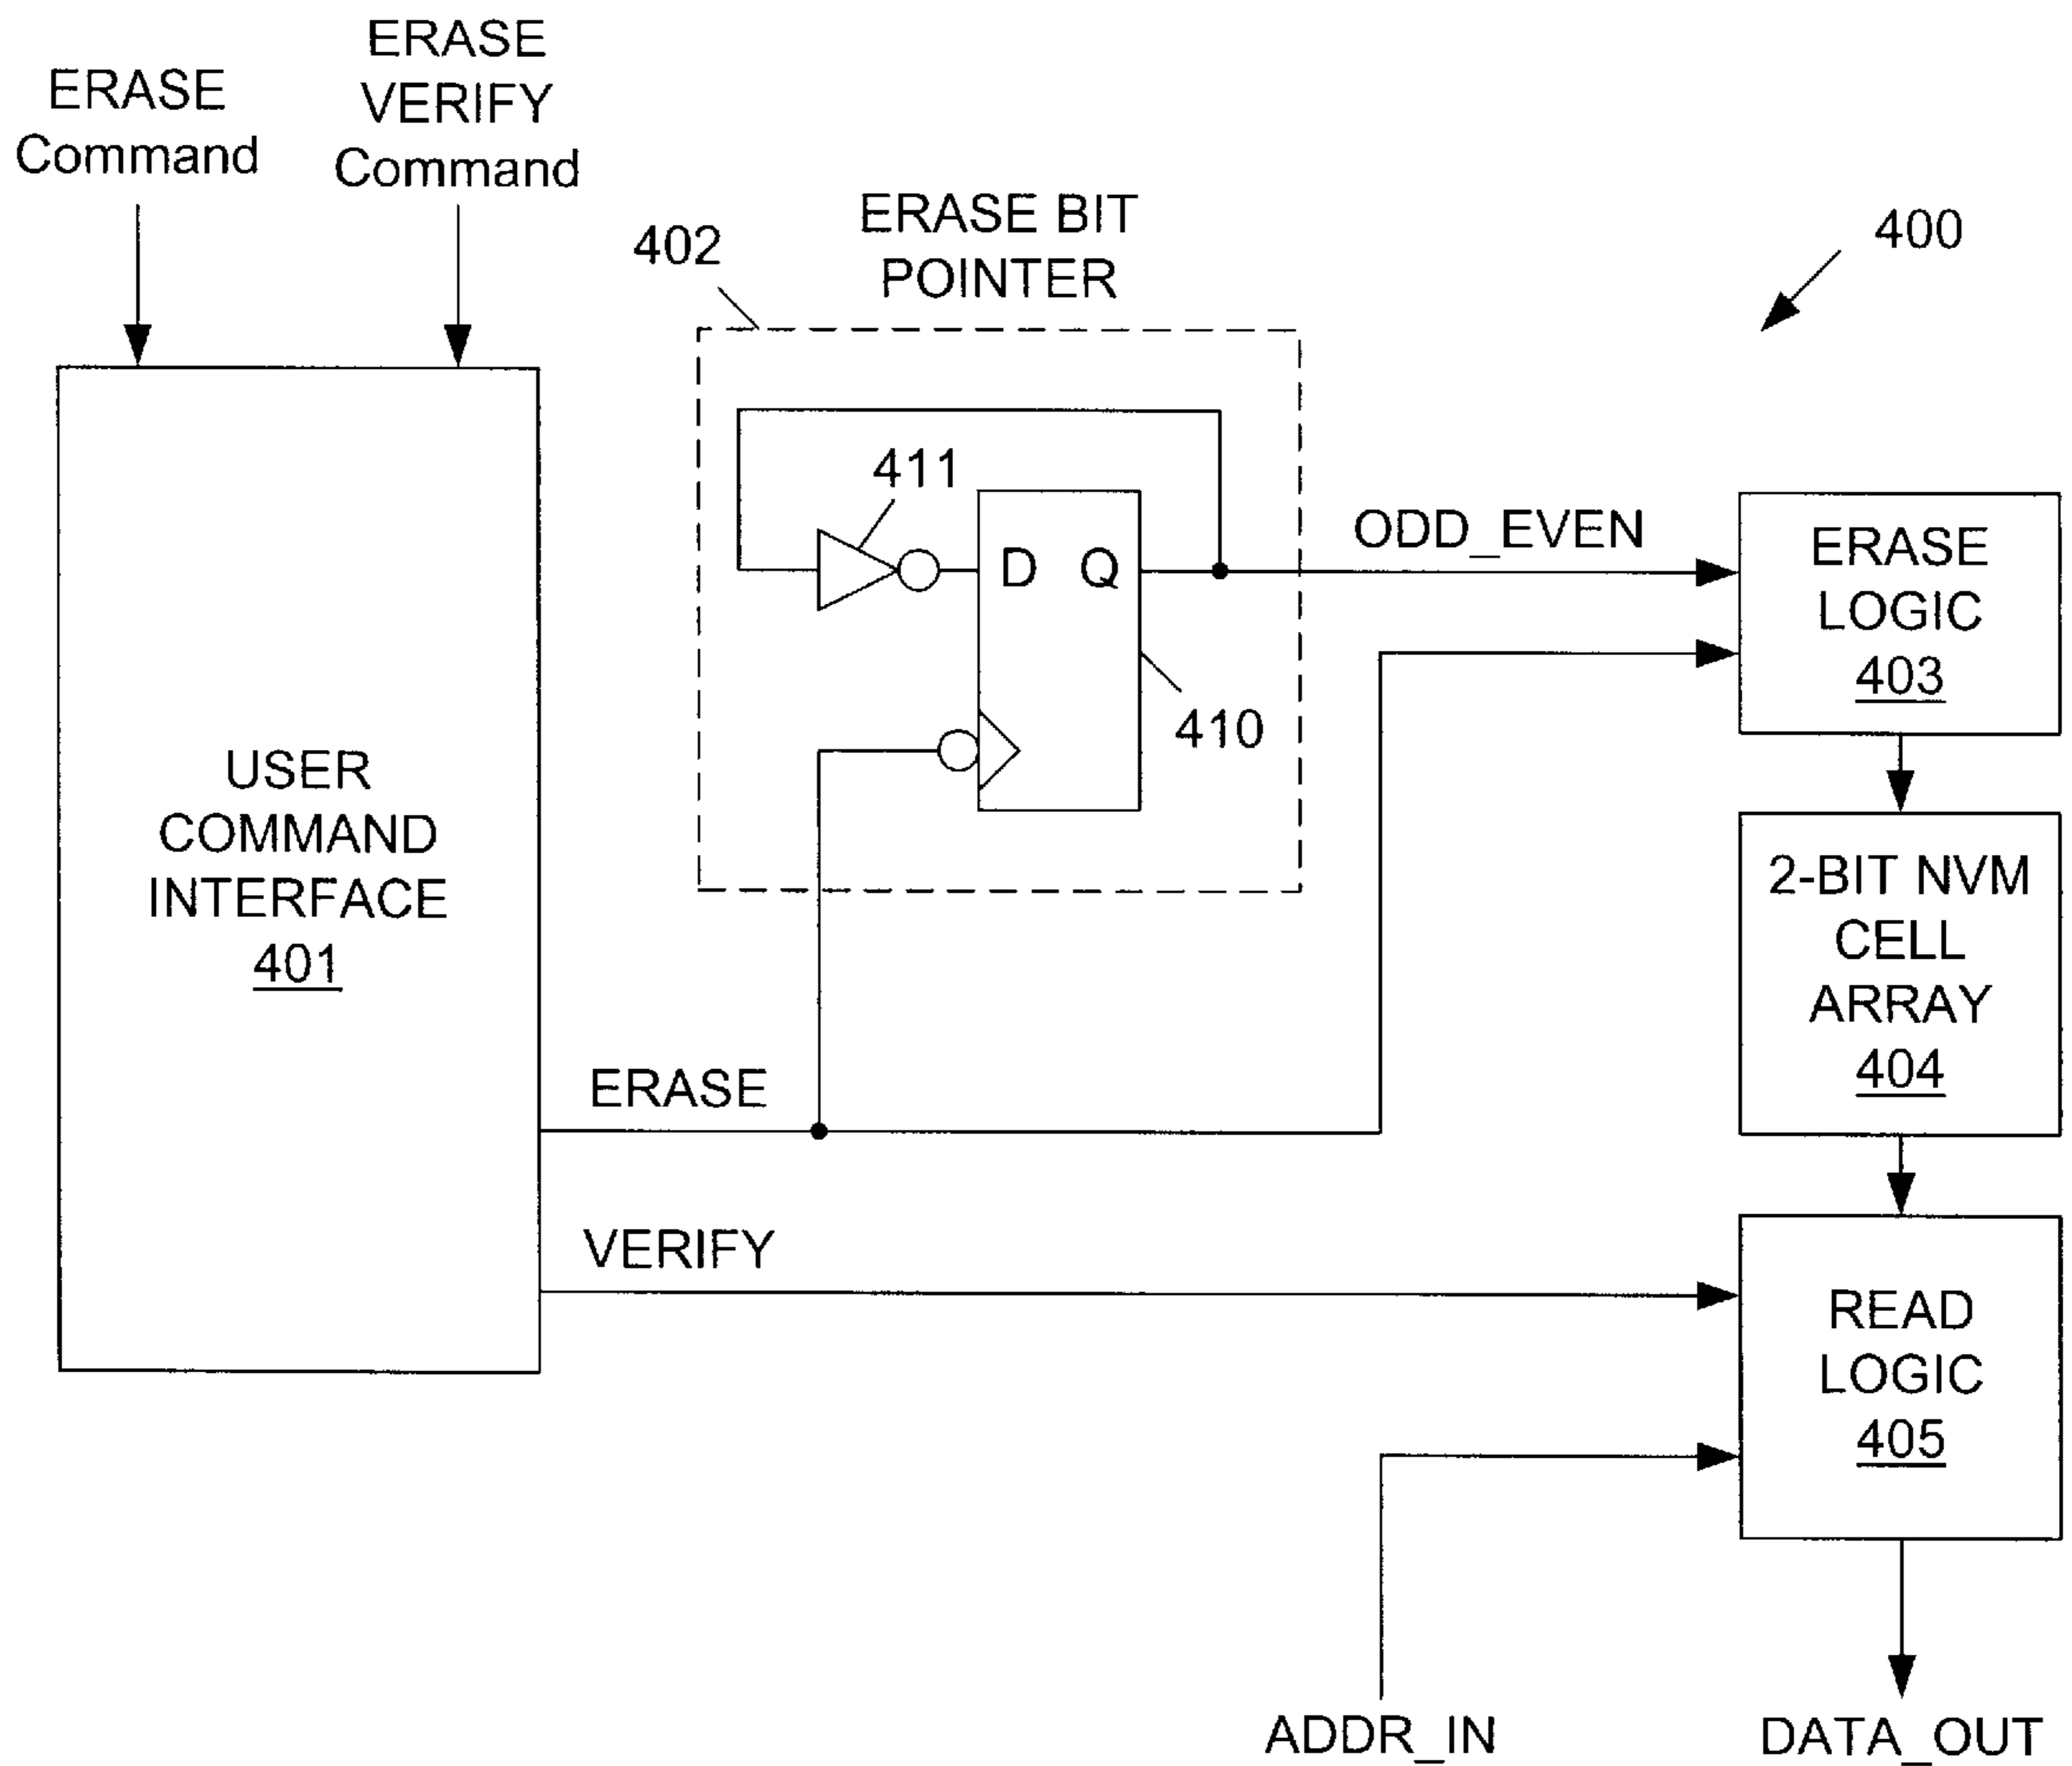 ERASE
Command
ERASE
VERIFY
Command
ERASE BIT
POINTER
402
400
411
D Q
410
ODD_EVEN
ERASE
LOGIC
403
USER
COMMAND
INTERFACE
401
2-BIT NVM
CELL
ARRAY
404
ERASE
VERIFY
READ
LOGIC
405
ADDR_IN
DATA_OUT